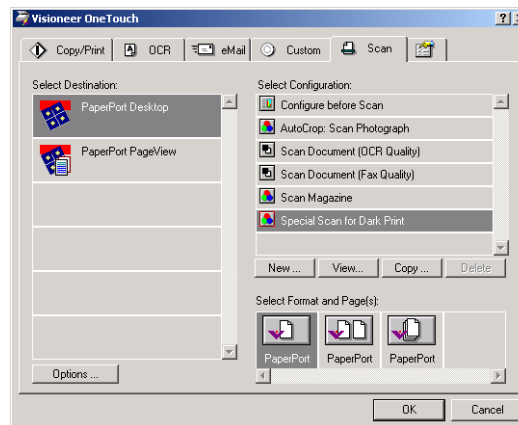 Visioneer OneTouch
Copy/Print OCR eMail Custom Scan
Select Destination:
PaperPort Desktop
PaperPort PageView
Options ...
Select Configuration:
Configure before Scan
AutoCrop: Scan Photograph
Scan Document (OCR Quality)
Scan Document (Fax Quality)
Scan Magazine
Special Scan for Dark Print
New ... View... Copy ... Delete
Select Format and Page(s):
PaperPort PaperPort PaperPort
OK Cancel